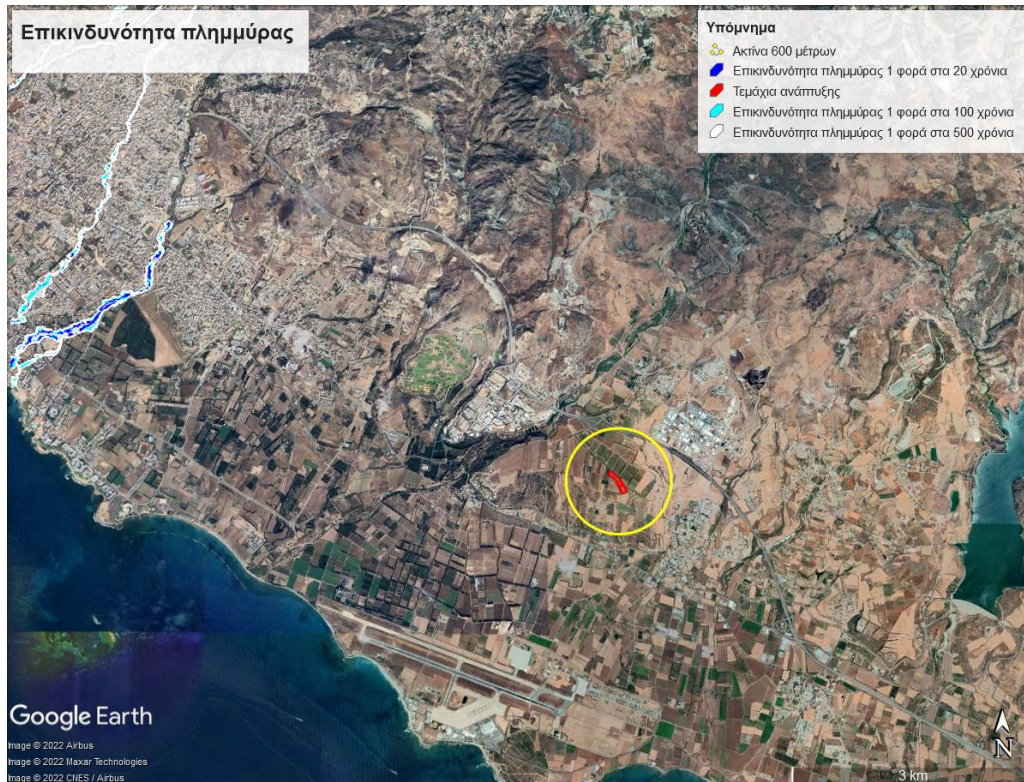 Επικινδυνότητα πλημμύρας
Υπόμνημα
Ακτίνα 600 μέτρων
Επικινδυνότητα πλημμύρας 1 φορά στα 20 χρόνια
Τεμάχια ανάπτυξης
Επικινδυνότητα πλημμύρας 1 φορά στα 100 χρόνια
Επικινδυνότητα πλημμύρας 1 φορά στα 500 χρόνια
Google Earth
Image © 2022 Airbus
Image © 2022 Maxar Technologies
Image © 2022 CNES / Airbus
N
3 km